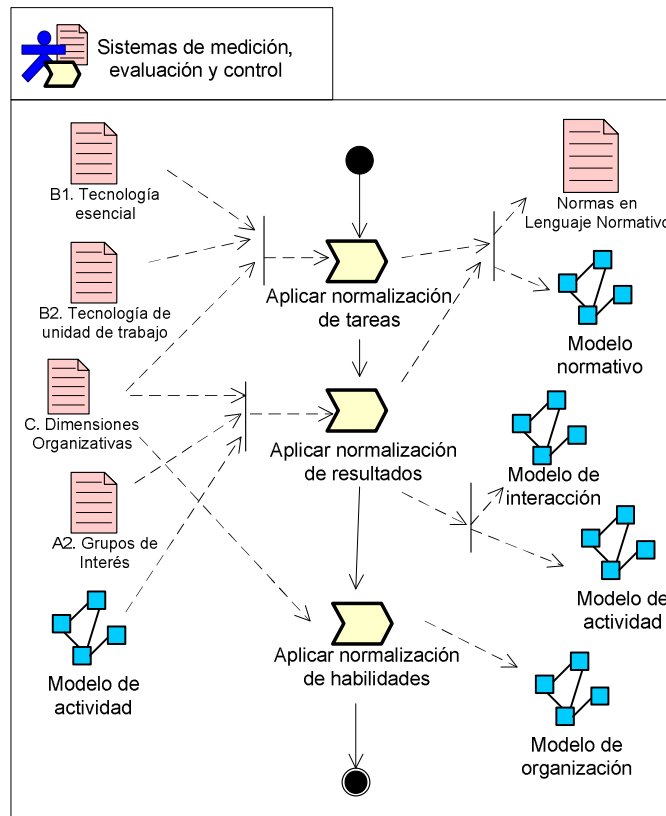 Sistemas de medición,
evaluación y control
B1. Tecnología
esencial
Normas en
Lenguaje Normativo
B2. Tecnología de
unidad de trabajo
Aplicar normalización
de tareas
Modelo
normativo
C. Dimensiones
Organizativas
Aplicar normalización
de resultados
Modelo de
interacción
A2. Grupos de
Interés
Modelo de
actividad
Aplicar normalización
de habilidades
Modelo de
actividad
Modelo de
organización